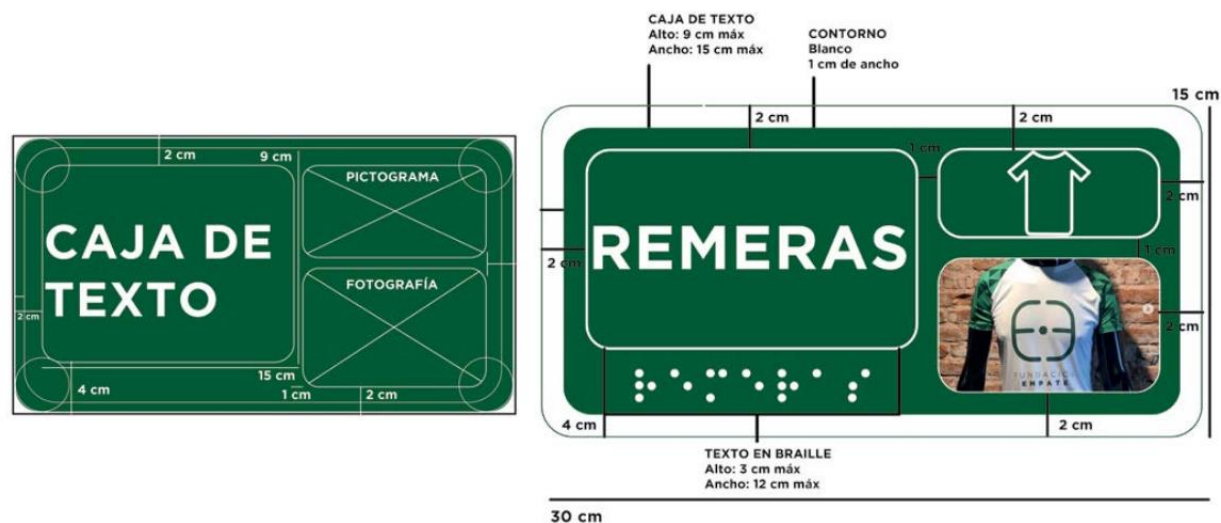 2 cm
9 cm
PICTOGRAMA
CAJA DE
TEXTO
FOTOGRAFÍA
2 cm
15 cm
4 cm
1 cm
2 cm
CAJA DE TEXTO
Alto: 9 cm máx
Ancho: 15 cm máx
CONTORNO
Blanco
1 cm de ancho
15 cm
2 cm
2 cm
1 cm
2 cm
REMERAS
2 cm
1 cm
2 cm
FUNDACIÓN
EMPATE
⠗⠑⠍⠑⠗⠁⠎
4 cm
2 cm
TEXTO EN BRAILLE
Alto: 3 cm máx
Ancho: 12 cm máx
30 cm